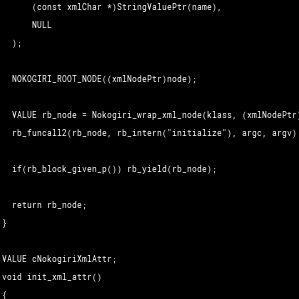 (const xmlChar *)StringValuePtr(name),
NULL
);
NOKOGIRI_ROOT_NODE((xmlNodePtr)node);
VALUE rb_node = Nokogiri_wrap_xml_node(klass, (xmlNodePtr)
rb_funcall2(rb_node, rb_intern("initialize"), argc, argv)
if(rb_block_given_p()) rb_yield(rb_node);
return rb_node;
}
VALUE cNokogiriXmlAttr;
void init_xml_attr()
{